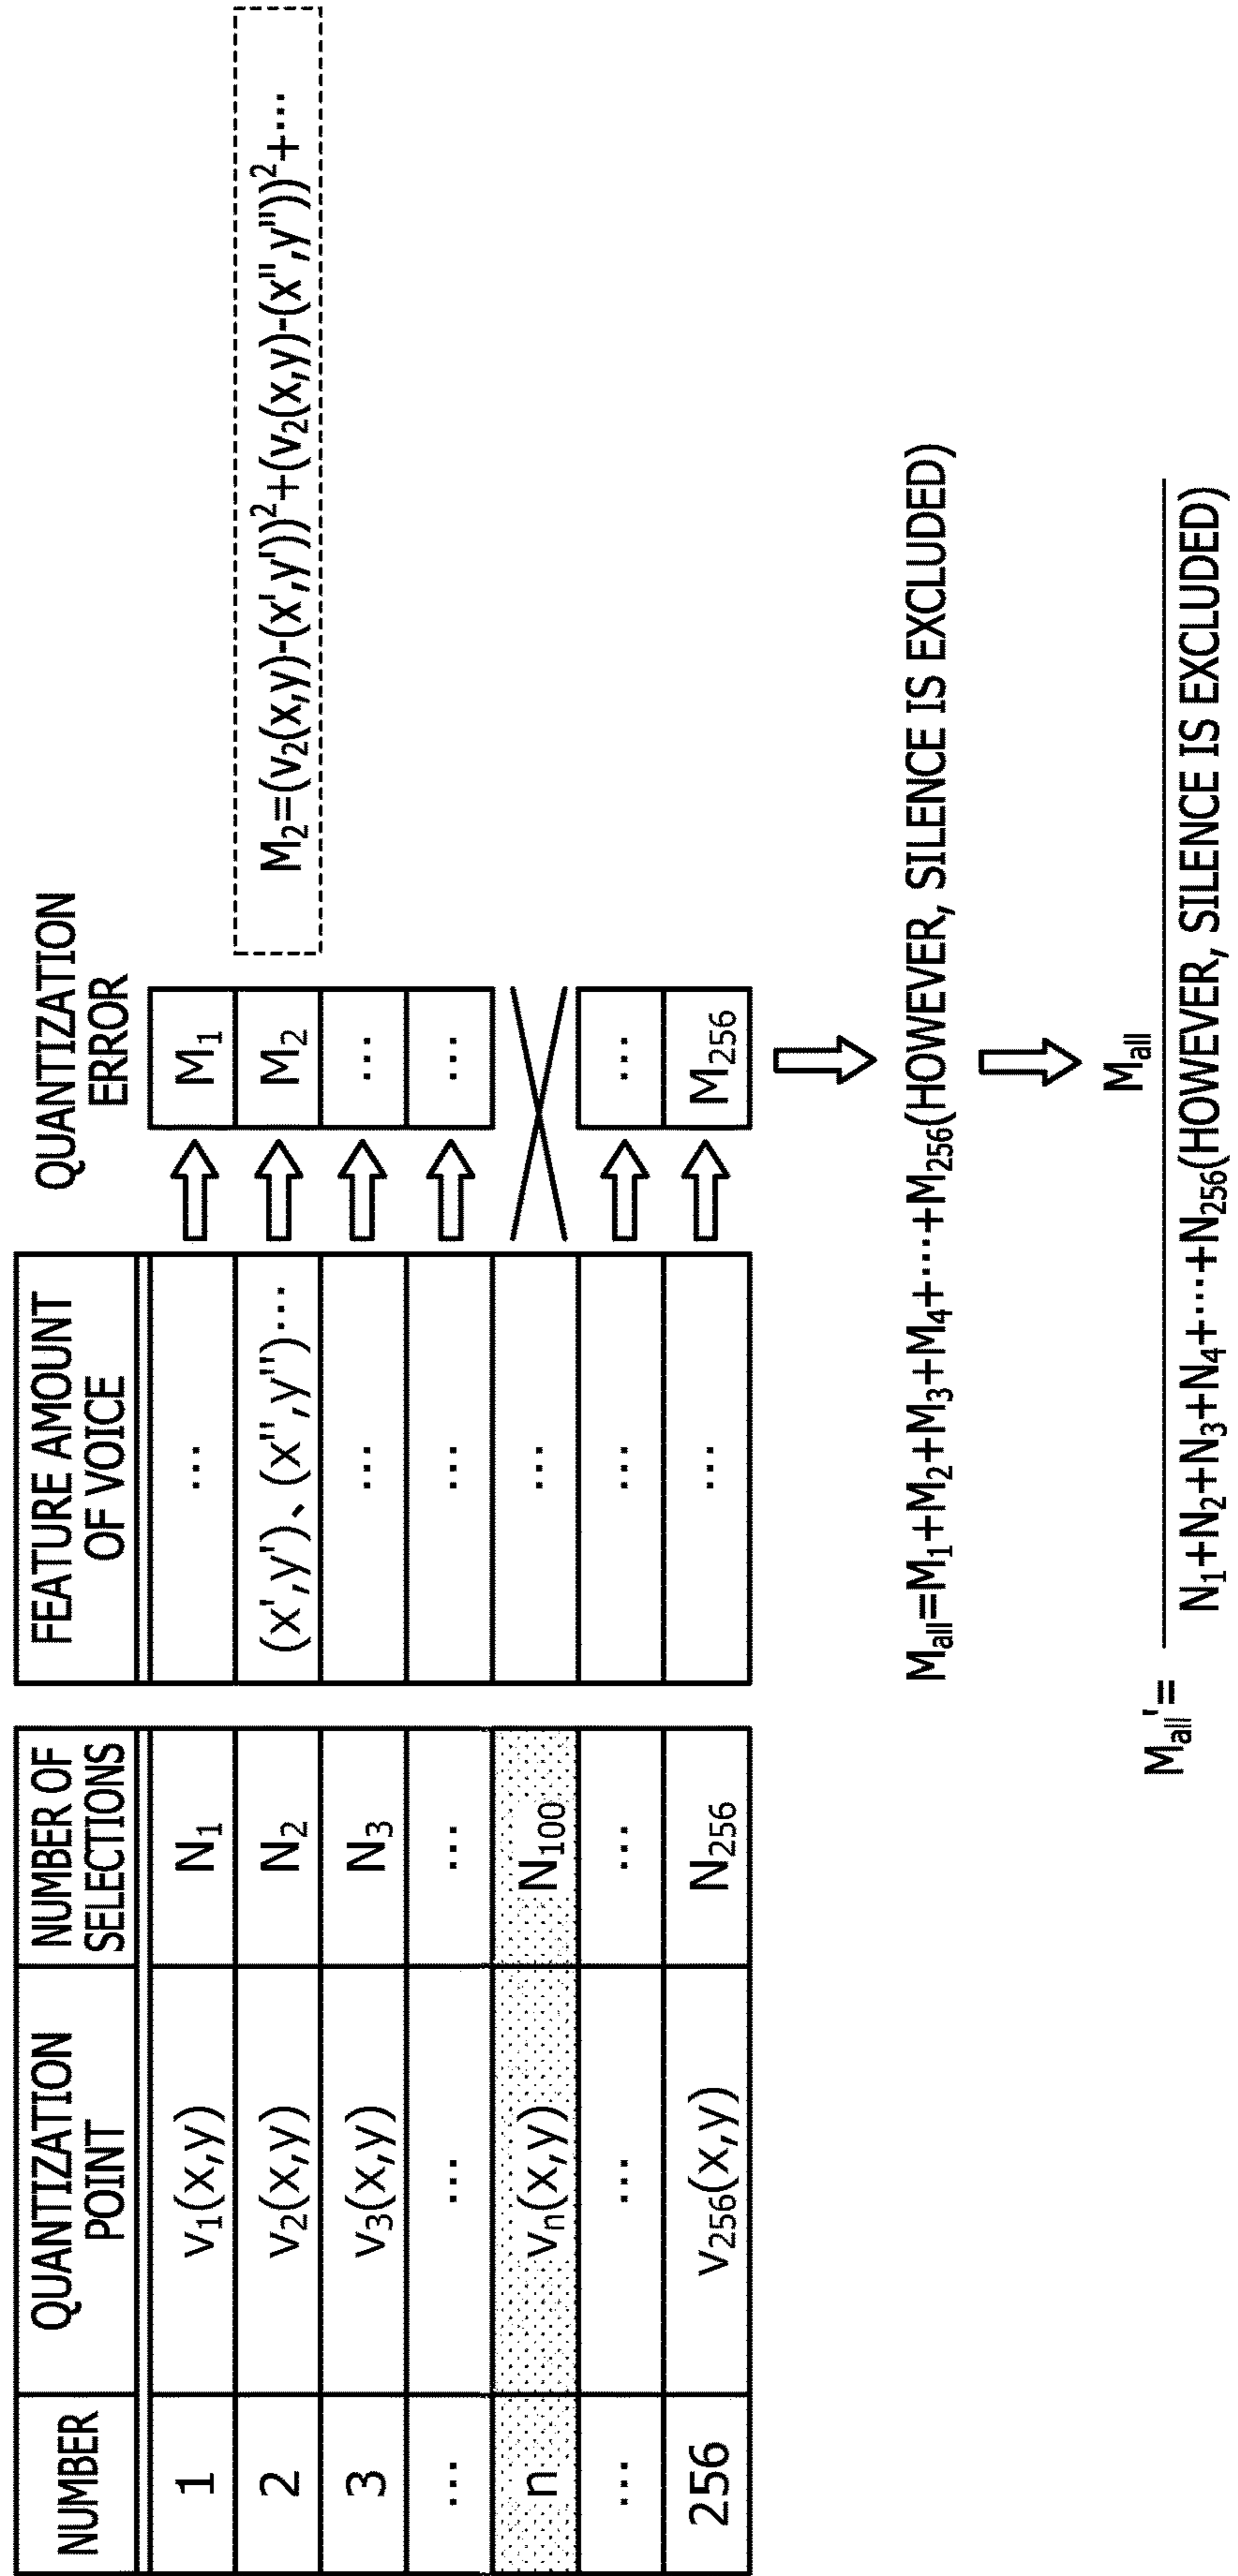 NUMBER
QUANTIZATION
POINT
NUMBER OF
SELECTIONS
FEATURE AMOUNT
OF VOICE
QUANTIZATION
ERROR
1 v₁(x,y) N₁ ... M₁
2 v₂(x,y) N₂ (x',y')、(x'',y'')... M₂ M₂=(v₂(x,y)-(x',y'))²+(v₂(x,y)-(x'',y''))²+...
3 v₃(x,y) N₃ ... ...
... ... ... ... ...
n vₙ(x,y) N₁₀₀ ...
... ... ... ... ...
256 v₂₅₆(x,y) N₂₅₆ ... M₂₅₆
Mall=M₁+M₂+M₃+M₄+...+M₂₅₆(HOWEVER, SILENCE IS EXCLUDED)
Mall
Mall'=
N₁+N₂+N₃+N₄+...+N₂₅₆(HOWEVER, SILENCE IS EXCLUDED)